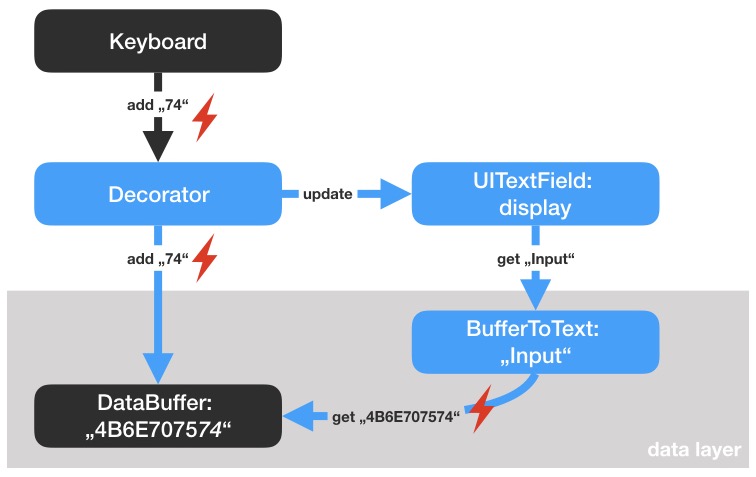 Keyboard
add „74“
Decorator
update
UITextField:
display
add „74“
get „Input“
BufferToText:
„Input“
DataBuffer:
„4B6E707574“
get „4B6E707574“
data layer